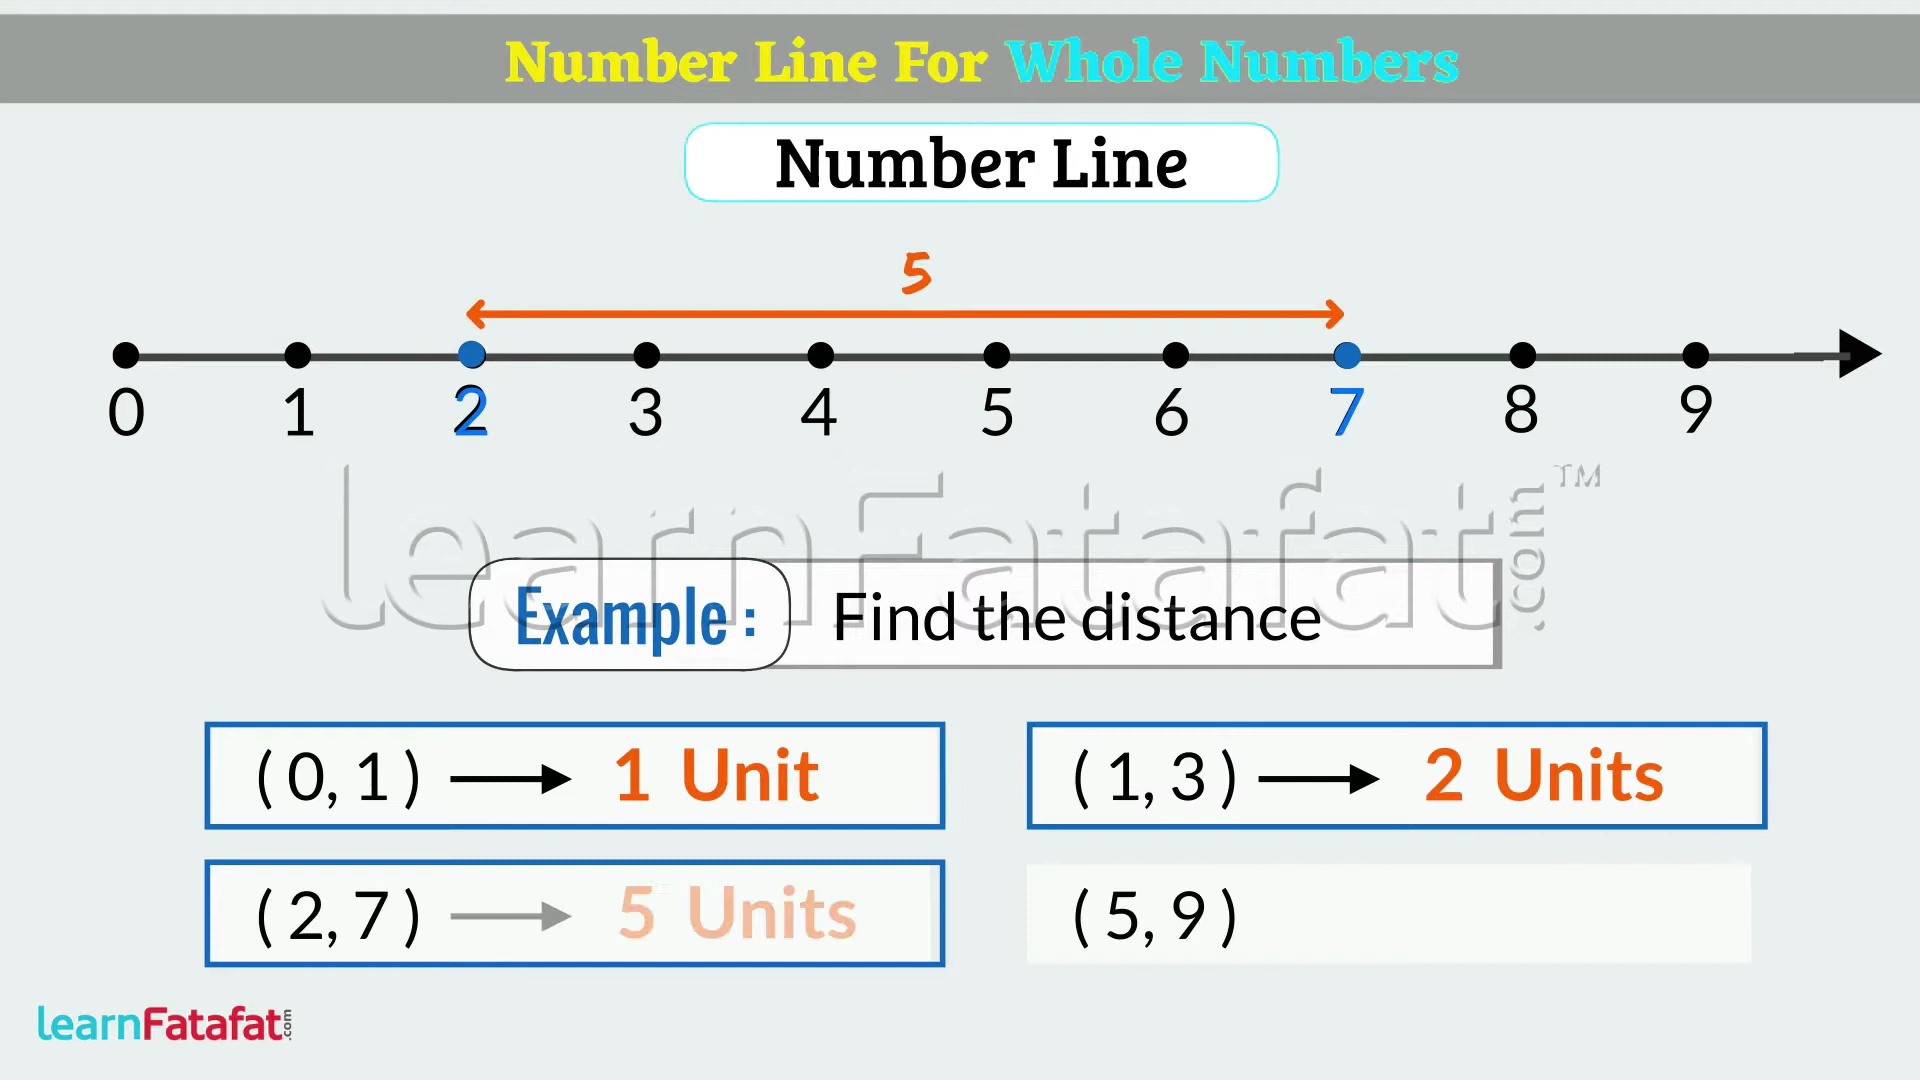 Number Line For Whole Numbers
Number Line
5
0 1 2 3 4 5 6 7 8 9
learnFatafat.com™
Example : Find the distance
( 0, 1 ) → 1 Unit
( 1, 3 ) → 2 Units
( 2, 7 ) → 5 Units
( 5, 9 )
learnFatafat.com